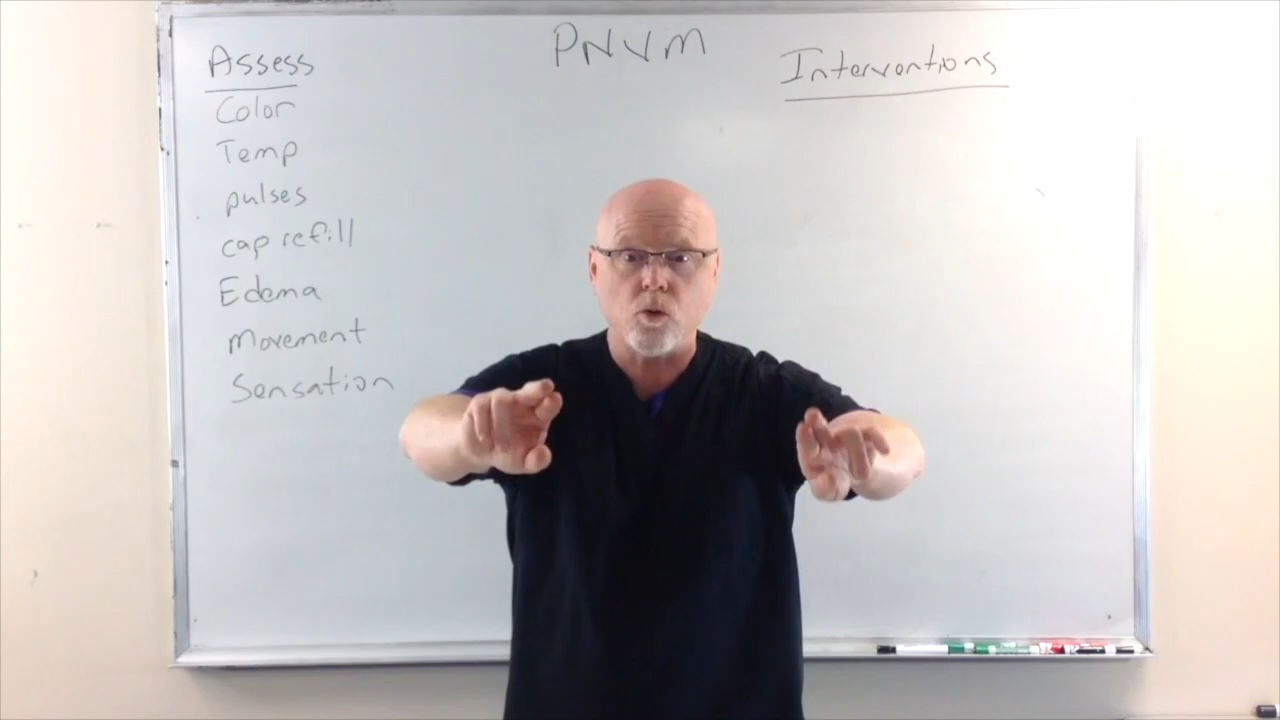 PNVM
Assess
Color
Temp
pulses
cap refill
Edema
Movement
Sensation
Interventions